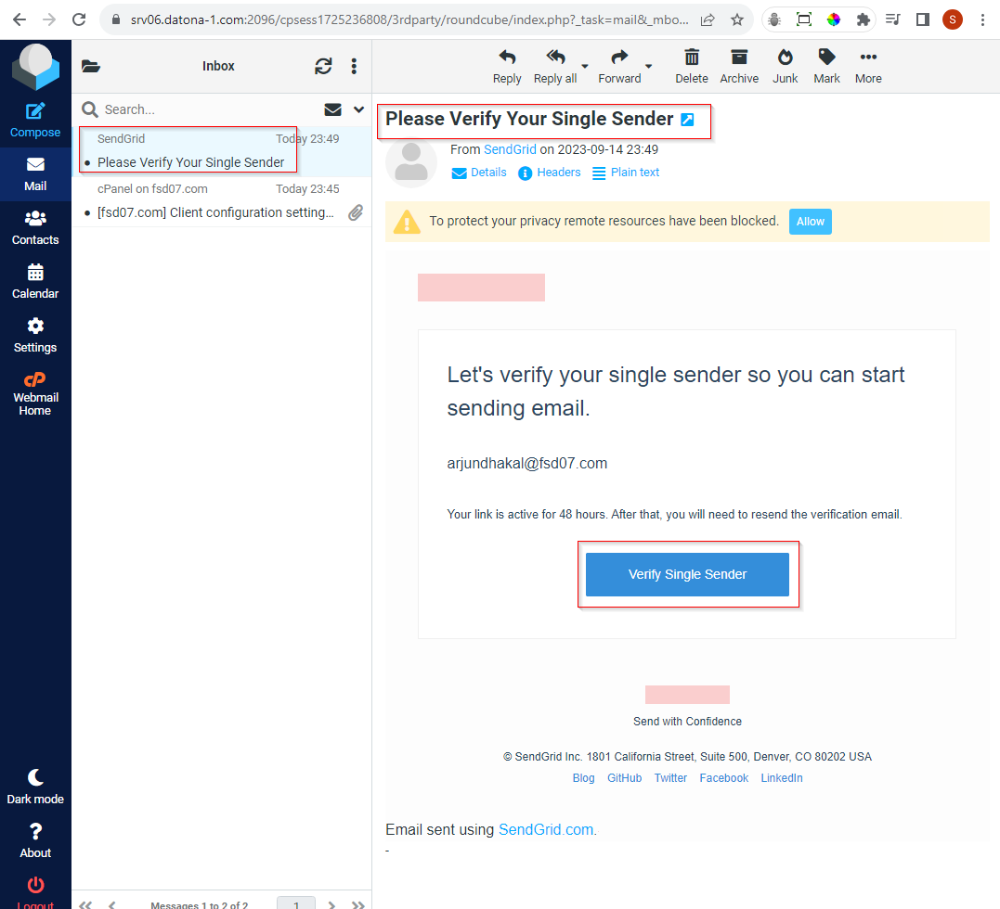 srv06.datona-1.com:2096/cpsess1725236808/3rdparty/roundcube/index.php?_task=mail&_mbo...
S
Compose
Mail
Contacts
Calendar
Settings
cP
Webmail
Home
Dark mode
? 
About
Logout
Inbox
Search...
SendGrid Today 23:49
• Please Verify Your Single Sender
cPanel on fsd07.com Today 23:45
• [fsd07.com] Client configuration setting...
Messages 1 to 2 of 2 1
Reply Reply all Forward Delete Archive Junk Mark More
Please Verify Your Single Sender
From SendGrid on 2023-09-14 23:49
Details Headers Plain text
To protect your privacy remote resources have been blocked. Allow
Let's verify your single sender so you can start
sending email.
arjundhakal@fsd07.com
Your link is active for 48 hours. After that, you will need to resend the verification email.
Verify Single Sender
Send with Confidence
© SendGrid Inc. 1801 California Street, Suite 500, Denver, CO 80202 USA
Blog GitHub Twitter Facebook LinkedIn
Email sent using SendGrid.com.
-